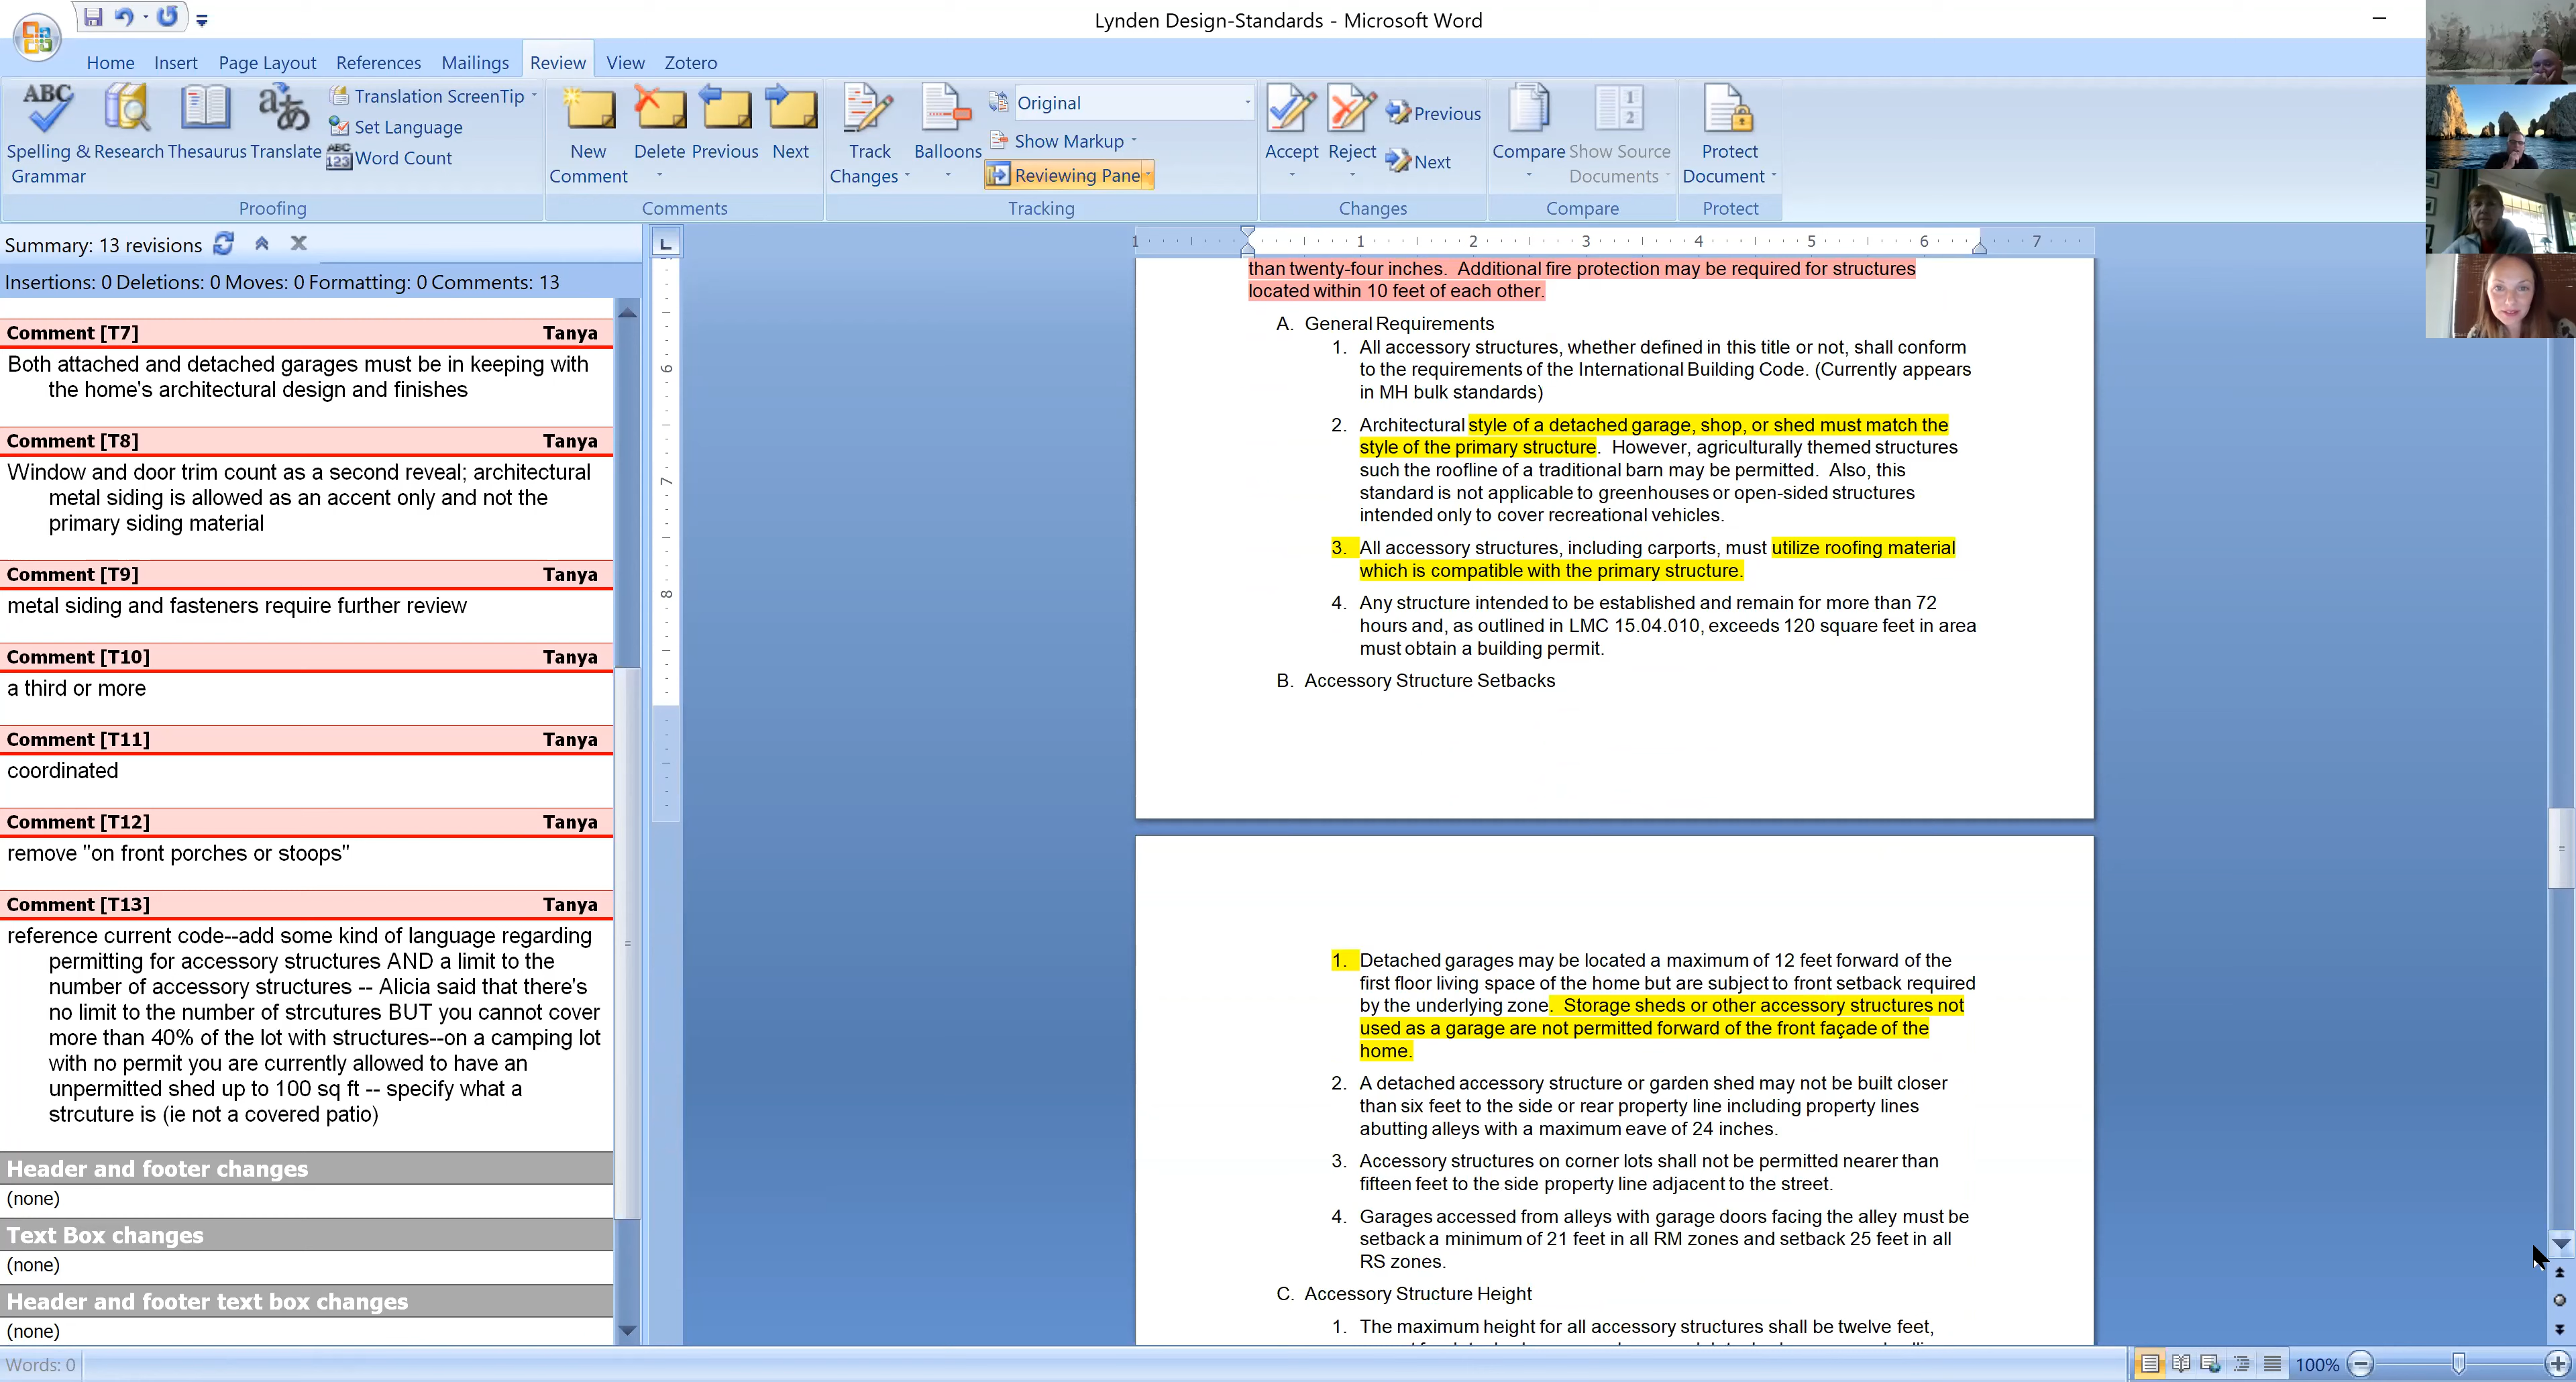 Lynden Design-Standards - Microsoft Word
Home Insert Page Layout References Mailings Review View Zotero
ABC
Spelling & Grammar
Research
Thesaurus
Translate
Translation ScreenTip
Set Language
ABC 123 Word Count
Proofing
New Comment
Delete
Previous
Next
Comments
Track Changes
Balloons
Original
Show Markup
Reviewing Pane
Tracking
Accept
Reject
Previous
Next
Changes
Compare
Show Source Documents
Compare
Protect Document
Protect
Summary: 13 revisions
Insertions: 0 Deletions: 0 Moves: 0 Formatting: 0 Comments: 13
Comment [T7] Tanya
Both attached and detached garages must be in keeping with
the home's architectural design and finishes
Comment [T8] Tanya
Window and door trim count as a second reveal; architectural
metal siding is allowed as an accent only and not the
primary siding material
Comment [T9] Tanya
metal siding and fasteners require further review
Comment [T10] Tanya
a third or more
Comment [T11] Tanya
coordinated
Comment [T12] Tanya
remove "on front porches or stoops"
Comment [T13] Tanya
reference current code--add some kind of language regarding
permitting for accessory structures AND a limit to the
number of accessory structures -- Alicia said that there's
no limit to the number of strcutures BUT you cannot cover
more than 40% of the lot with structures--on a camping lot
with no permit you are currently allowed to have an
unpermitted shed up to 100 sq ft -- specify what a
strcuture is (ie not a covered patio)
Header and footer changes
(none)
Text Box changes
(none)
Header and footer text box changes
(none)
L
6
7
8
1 1 2 3 4 5 6 7
than twenty-four inches. Additional fire protection may be required for structures
located within 10 feet of each other.
A. General Requirements
1. All accessory structures, whether defined in this title or not, shall conform
to the requirements of the International Building Code. (Currently appears
in MH bulk standards)
2. Architectural style of a detached garage, shop, or shed must match the
style of the primary structure. However, agriculturally themed structures
such the roofline of a traditional barn may be permitted. Also, this
standard is not applicable to greenhouses or open-sided structures
intended only to cover recreational vehicles.
3. All accessory structures, including carports, must utilize roofing material
which is compatible with the primary structure.
4. Any structure intended to be established and remain for more than 72
hours and, as outlined in LMC 15.04.010, exceeds 120 square feet in area
must obtain a building permit.
B. Accessory Structure Setbacks
1. Detached garages may be located a maximum of 12 feet forward of the
first floor living space of the home but are subject to front setback required
by the underlying zone. Storage sheds or other accessory structures not
used as a garage are not permitted forward of the front façade of the
home.
2. A detached accessory structure or garden shed may not be built closer
than six feet to the side or rear property line including property lines
abutting alleys with a maximum eave of 24 inches.
3. Accessory structures on corner lots shall not be permitted nearer than
fifteen feet to the side property line adjacent to the street.
4. Garages accessed from alleys with garage doors facing the alley must be
setback a minimum of 21 feet in all RM zones and setback 25 feet in all
RS zones.
C. Accessory Structure Height
1. The maximum height for all accessory structures shall be twelve feet,
Words: 0
100%